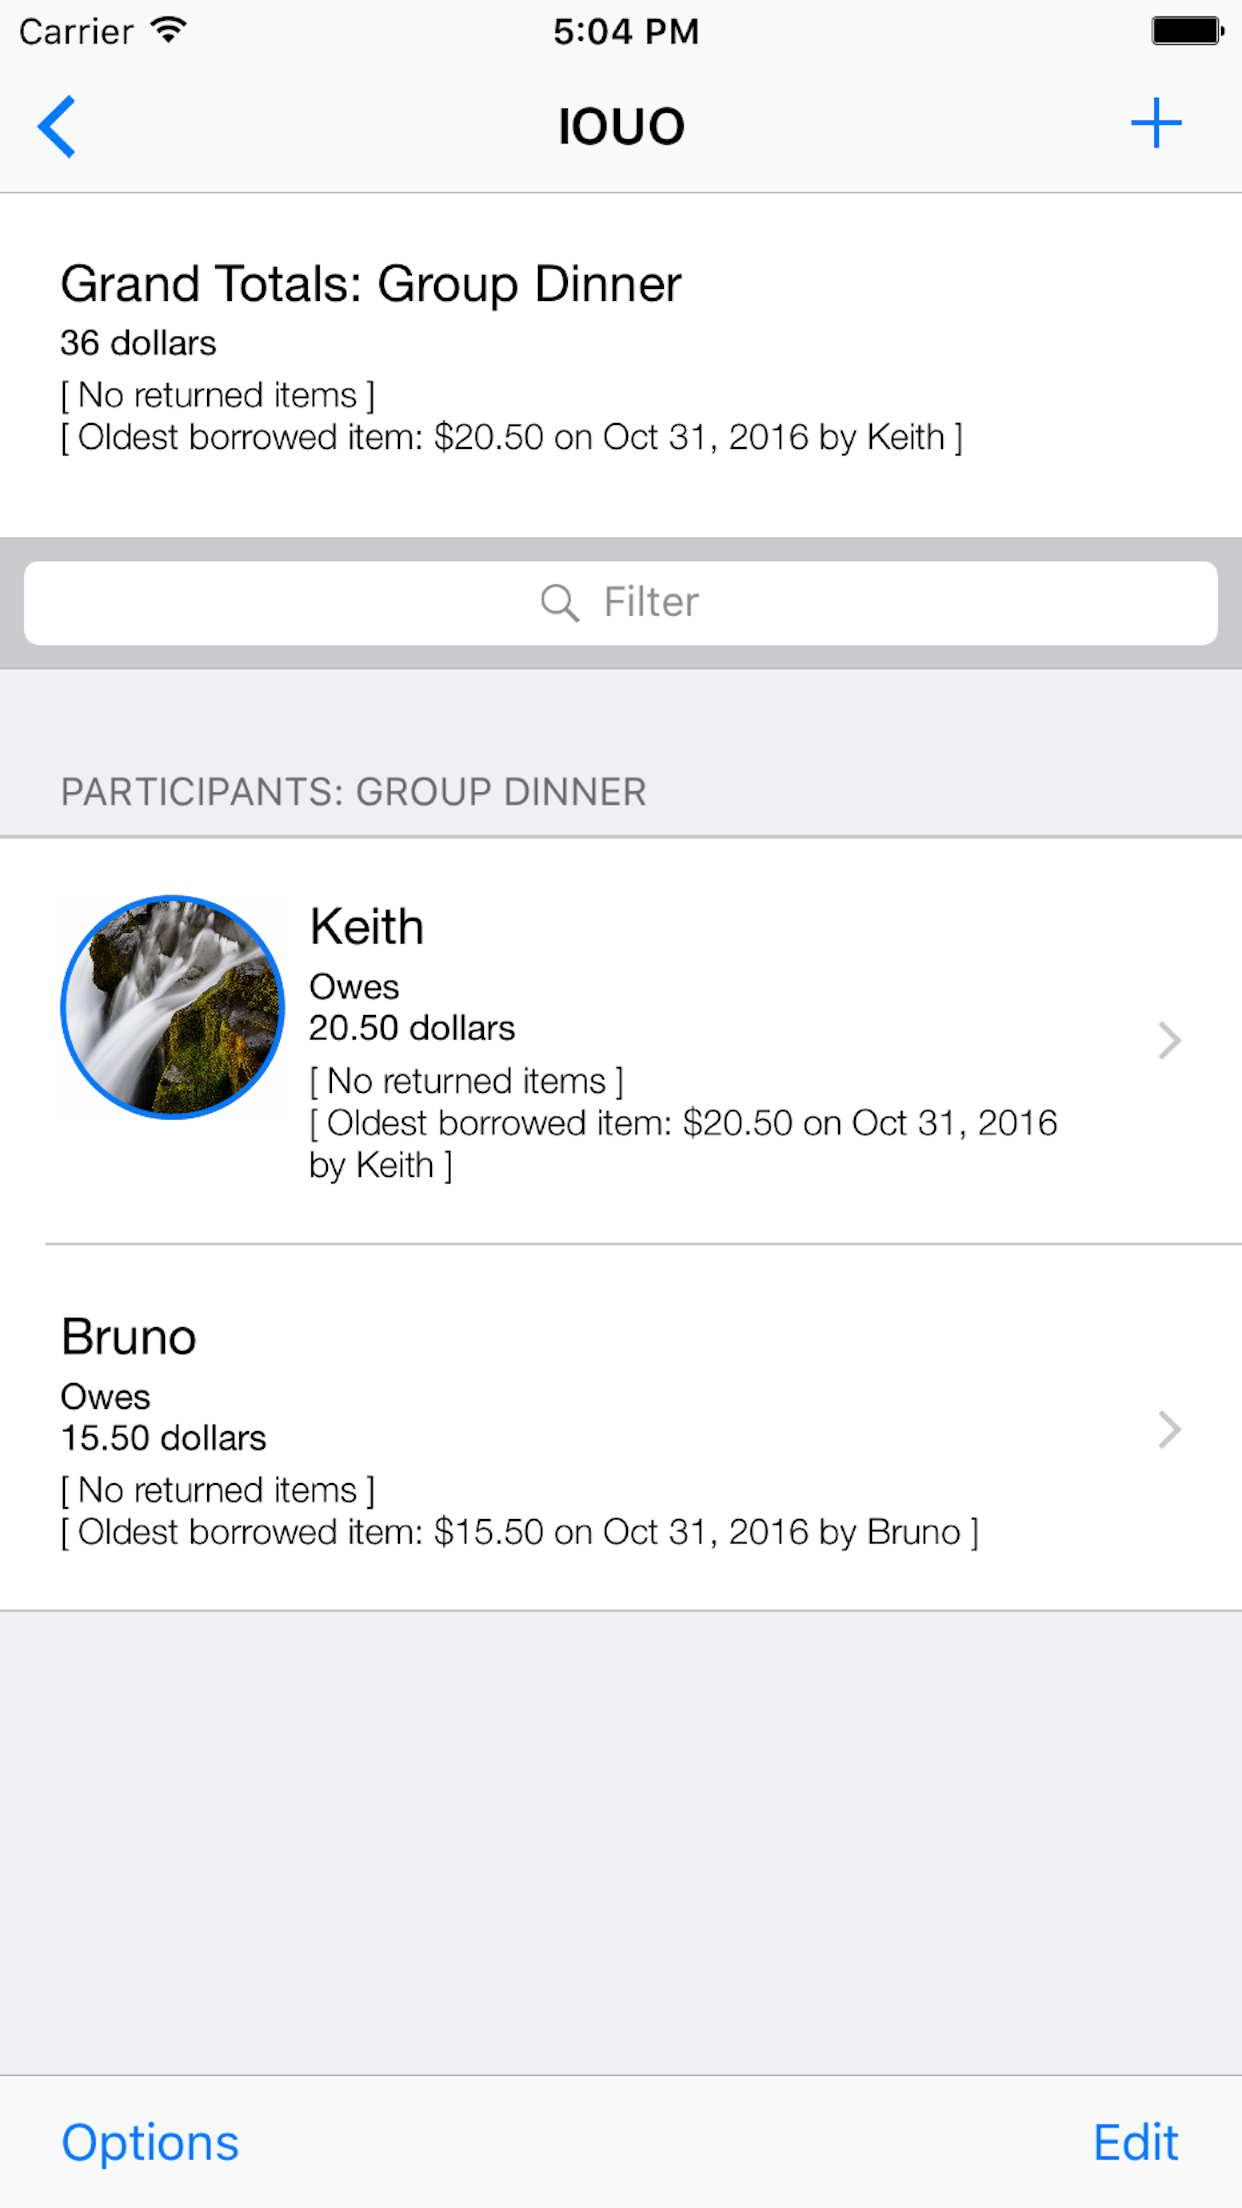 Carrier
5:04 PM
IOUO
Grand Totals: Group Dinner
36 dollars
[ No returned items ]
[ Oldest borrowed item: $20.50 on Oct 31, 2016 by Keith ]
Filter
PARTICIPANTS: GROUP DINNER
Keith
Owes
20.50 dollars
[ No returned items ]
[ Oldest borrowed item: $20.50 on Oct 31, 2016
by Keith ]
Bruno
Owes
15.50 dollars
[ No returned items ]
[ Oldest borrowed item: $15.50 on Oct 31, 2016 by Bruno ]
Options
Edit